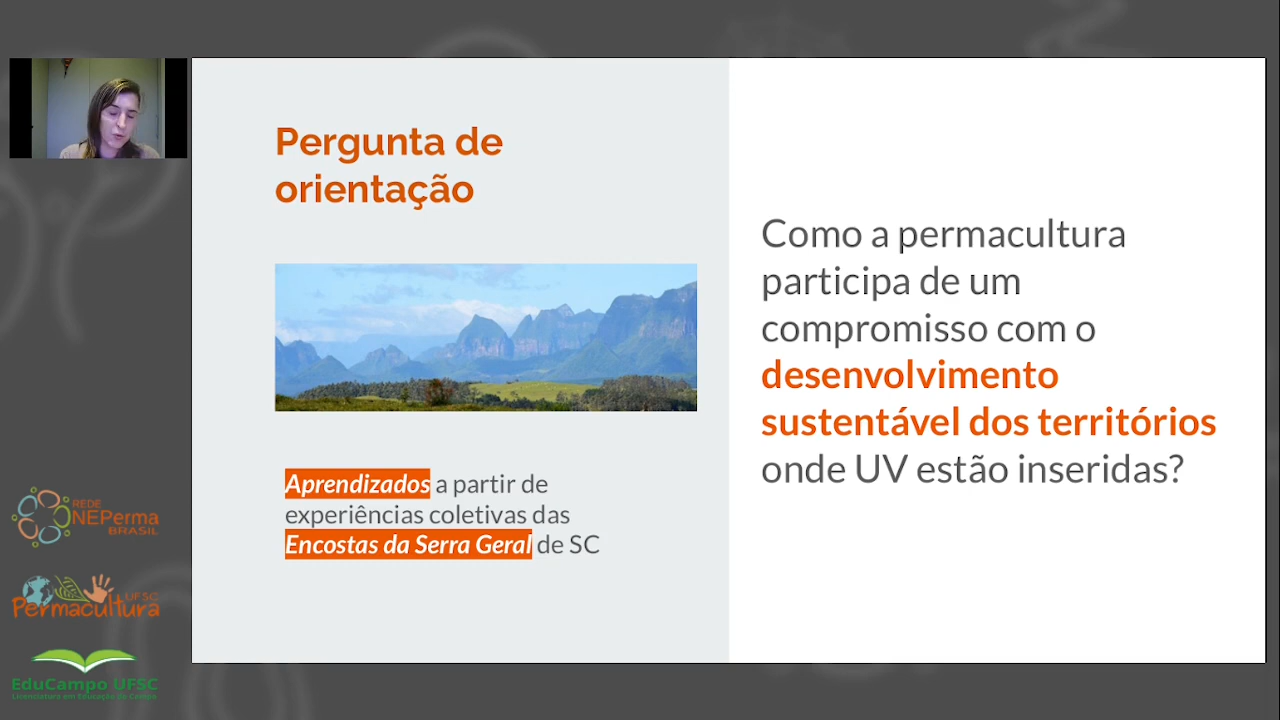 Pergunta de
orientação
Aprendizados a partir de
experiências coletivas das
Encostas da Serra Geral de SC
Como a permacultura
participa de um
compromisso com o
desenvolvimento
sustentável dos territórios
onde UV estão inseridas?
REDE
NEPerma
BRASIL
UFSC
Permacultura
EduCampo UFSC
Licenciatura em Educação do Campo